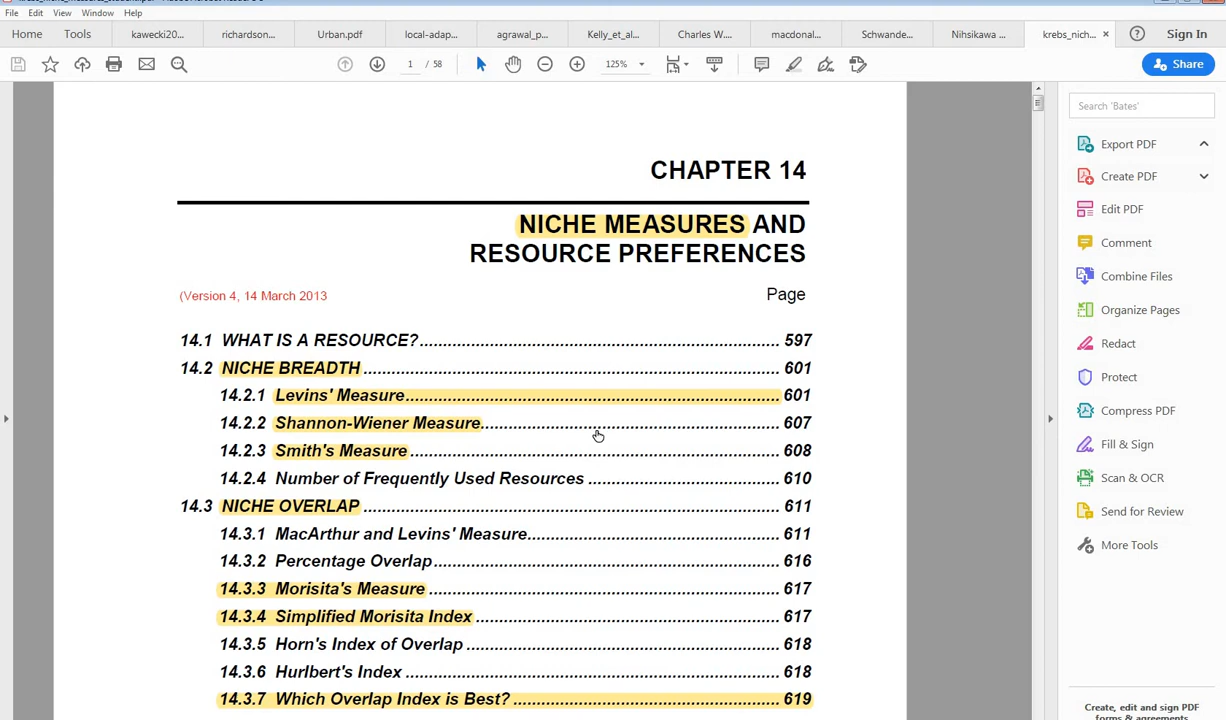 File Edit View Window Help
Home Tools kawecki20... richardson... Urban.pdf local-adap... agrawal_p... Kelly_et_al... Charles W.... macdonal... Schwande... Nihsikawa ... krebs_nich... × Sign In
1 / 58 125% Share
Search 'Bates'
Export PDF
Create PDF
Edit PDF
Comment
Combine Files
Organize Pages
Redact
Protect
Compress PDF
Fill & Sign
Scan & OCR
Send for Review
More Tools
Create, edit and sign PDF
forms & agreements
CHAPTER 14
NICHE MEASURES AND
RESOURCE PREFERENCES
(Version 4, 14 March 2013 Page
14.1 WHAT IS A RESOURCE?.................... 597
14.2 NICHE BREADTH.................... 601
14.2.1 Levins' Measure.................... 601
14.2.2 Shannon-Wiener Measure.................... 607
14.2.3 Smith's Measure.................... 608
14.2.4 Number of Frequently Used Resources.................... 610
14.3 NICHE OVERLAP.................... 611
14.3.1 MacArthur and Levins' Measure.................... 611
14.3.2 Percentage Overlap.................... 616
14.3.3 Morisita's Measure.................... 617
14.3.4 Simplified Morisita Index.................... 617
14.3.5 Horn's Index of Overlap.................... 618
14.3.6 Hurlbert's Index.................... 618
14.3.7 Which Overlap Index is Best?.................... 619